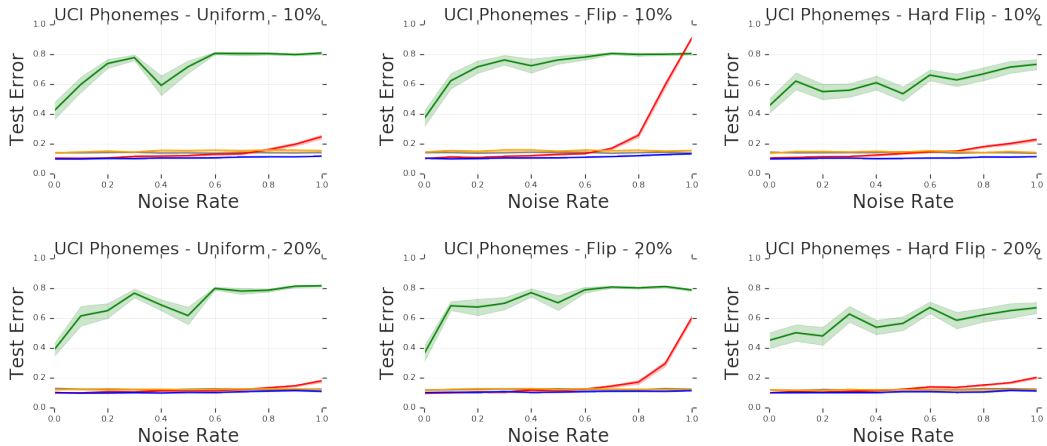 UCI Phonemes - Uniform - 10%
1.0
0.8
0.6
0.4
0.2
0.0
Test Error
0.0 0.2 0.4 0.6 0.8 1.0
Noise Rate
UCI Phonemes - Flip - 10%
1.0
0.8
0.6
0.4
0.2
0.0
Test Error
0.0 0.2 0.4 0.6 0.8 1.0
Noise Rate
UCI Phonemes - Hard Flip - 10%
1.0
0.8
0.6
0.4
0.2
0.0
Test Error
0.0 0.2 0.4 0.6 0.8 1.0
Noise Rate
UCI Phonemes - Uniform - 20%
1.0
0.8
0.6
0.4
0.2
0.0
Test Error
0.0 0.2 0.4 0.6 0.8 1.0
Noise Rate
UCI Phonemes - Flip - 20%
1.0
0.8
0.6
0.4
0.2
0.0
Test Error
0.0 0.2 0.4 0.6 0.8 1.0
Noise Rate
UCI Phonemes - Hard Flip - 20%
1.0
0.8
0.6
0.4
0.2
0.0
Test Error
0.0 0.2 0.4 0.6 0.8 1.0
Noise Rate